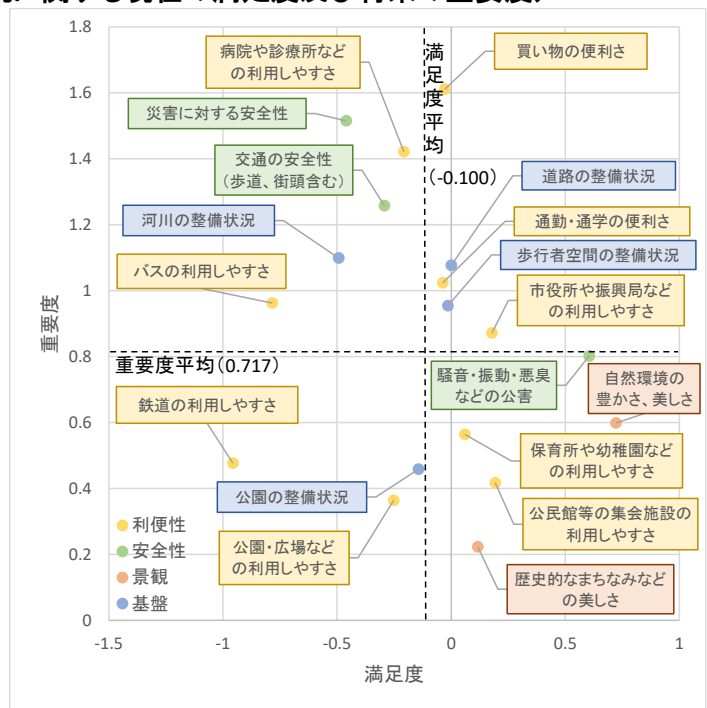 病院や診療所など
の利用しやすさ
満足度平均
(-0.100)
買い物の便利さ
災害に対する安全性
交通の安全性
(歩道、街頭含む)
道路の整備状況
河川の整備状況
通勤・通学の便利さ
歩行者空間の整備状況
バスの利用しやすさ
市役所や振興局など
の利用しやすさ
重要度平均(0.717)
騒音・振動・悪臭
などの公害
自然環境の
豊かさ、美しさ
鉄道の利用しやすさ
保育所や幼稚園など
の利用しやすさ
公園の整備状況
公民館等の集会施設の
利用しやすさ
公園・広場など
の利用しやすさ
歴史的なまちなみなど
の美しさ
利便性
安全性
景観
基盤
重要度
1.8
1.6
1.4
1.2
1
0.8
0.6
0.4
0.2
0
-1.5
-1
-0.5
0
0.5
1
満足度